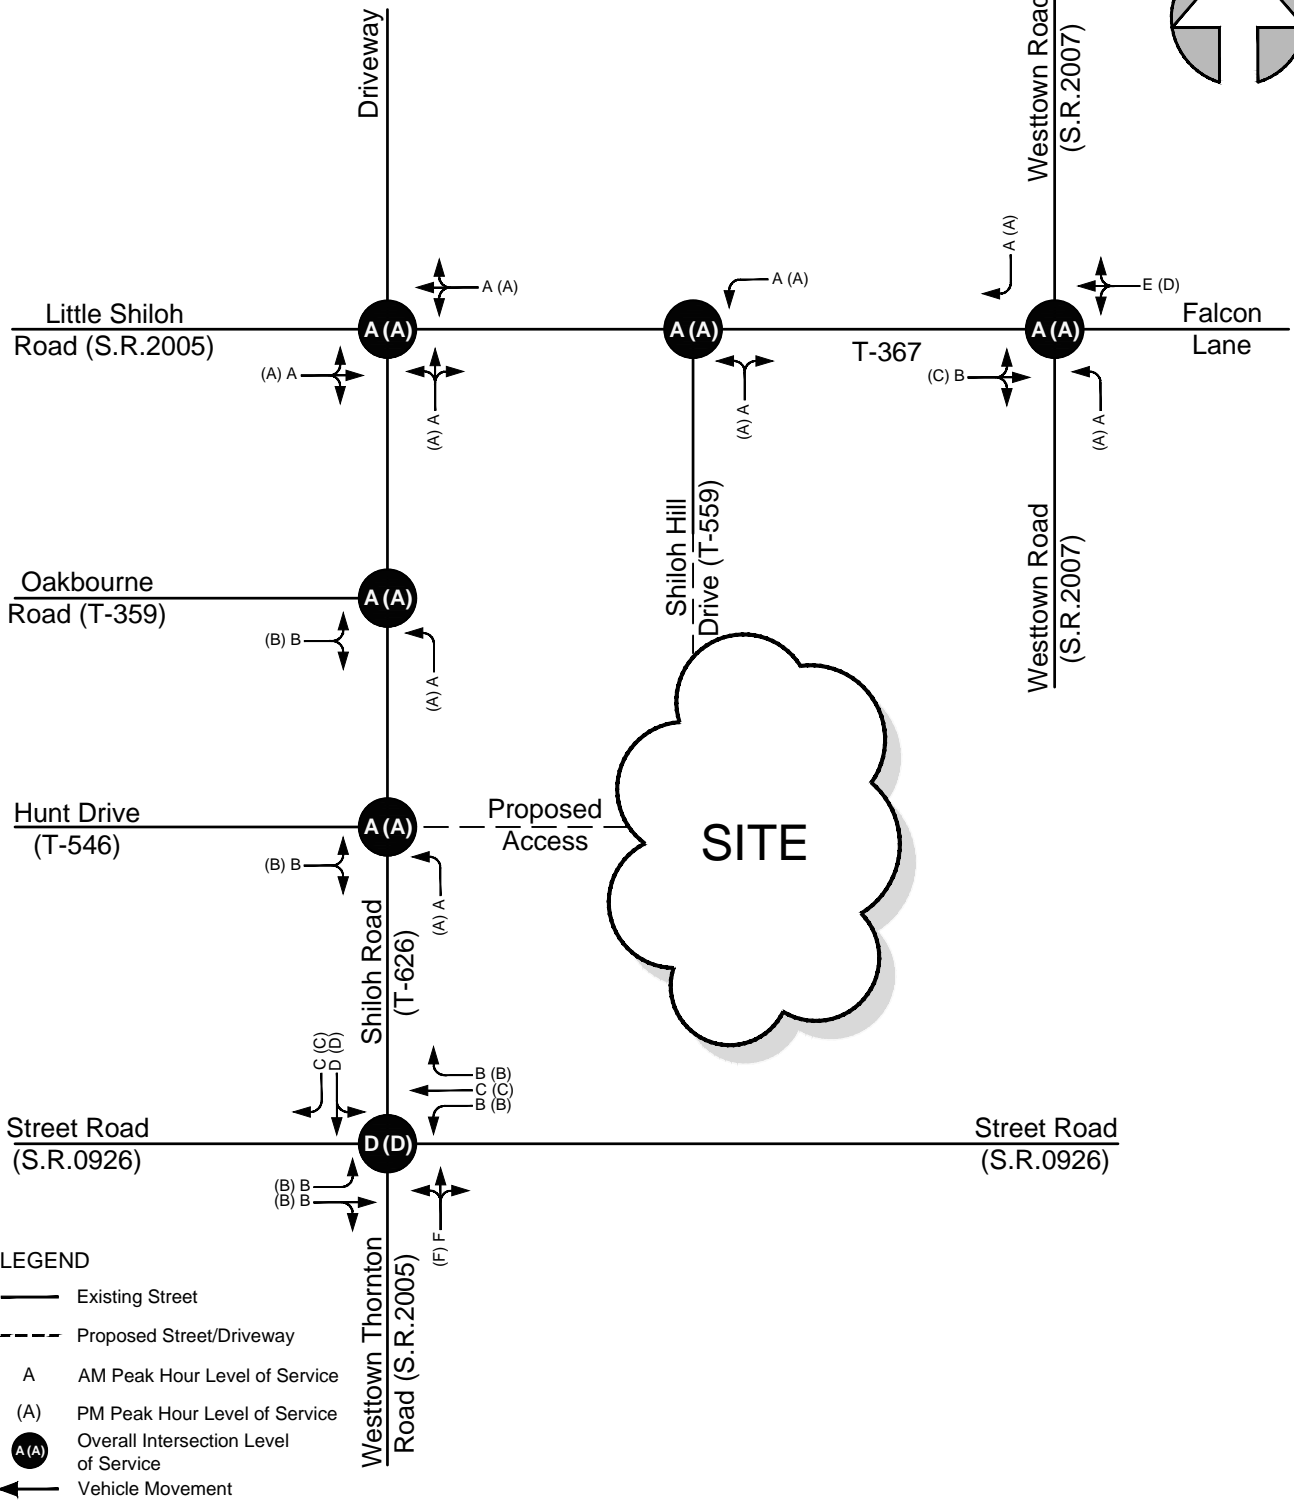 Driveway
Westtown Road
(S.R.2007)
A (A)
A (A)
A (A)
E (D)
Little Shiloh
Road (S.R.2005)
A (A)
A (A)
A (A)
Falcon
Lane
T-367
(A) A
(A) A
(A) A
(C) B
(A) A
Shiloh Hill
Drive (T-559)
Westtown Road
(S.R.2007)
Oakbourne
Road (T-359)
A (A)
(B) B
(A) A
Hunt Drive
(T-546)
A (A)
Proposed
Access
SITE
(B) B
(A) A
Shiloh Road
(T-626)
C (C)
D (D)
B (B)
C (C)
B (B)
Street Road
(S.R.0926)
D (D)
Street Road
(S.R.0926)
(B) B
(B) B
(F) F
Westtown Thornton
Road (S.R.2005)
LEGEND
Existing Street
Proposed Street/Driveway
A AM Peak Hour Level of Service
(A) PM Peak Hour Level of Service
A (A) Overall Intersection Level
of Service
Vehicle Movement